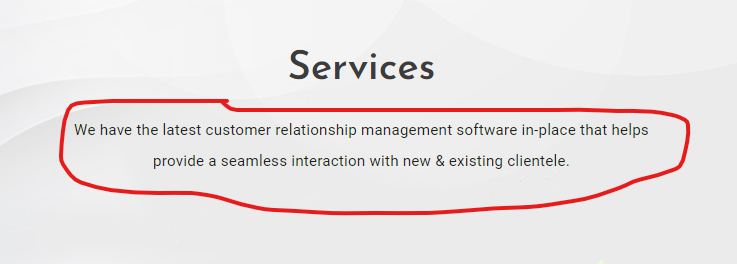 Services
We have the latest customer relationship management software in-place that helps
provide a seamless interaction with new & existing clientele.